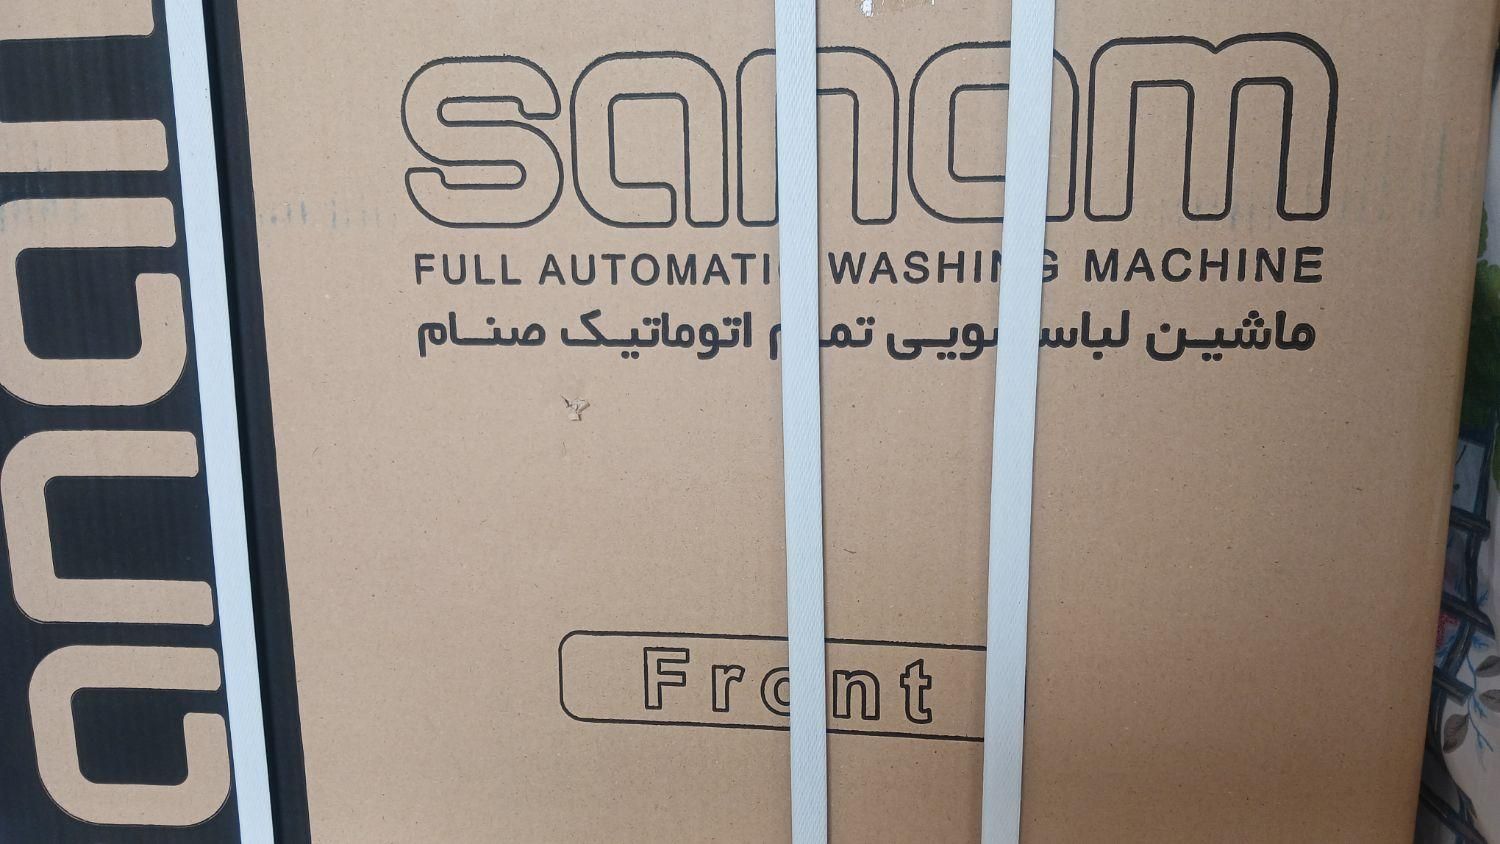 sanam
FULL AUTOMATIC WASHING MACHINE
ماشین لباسشویی تمام اتوماتیک صنام
Front